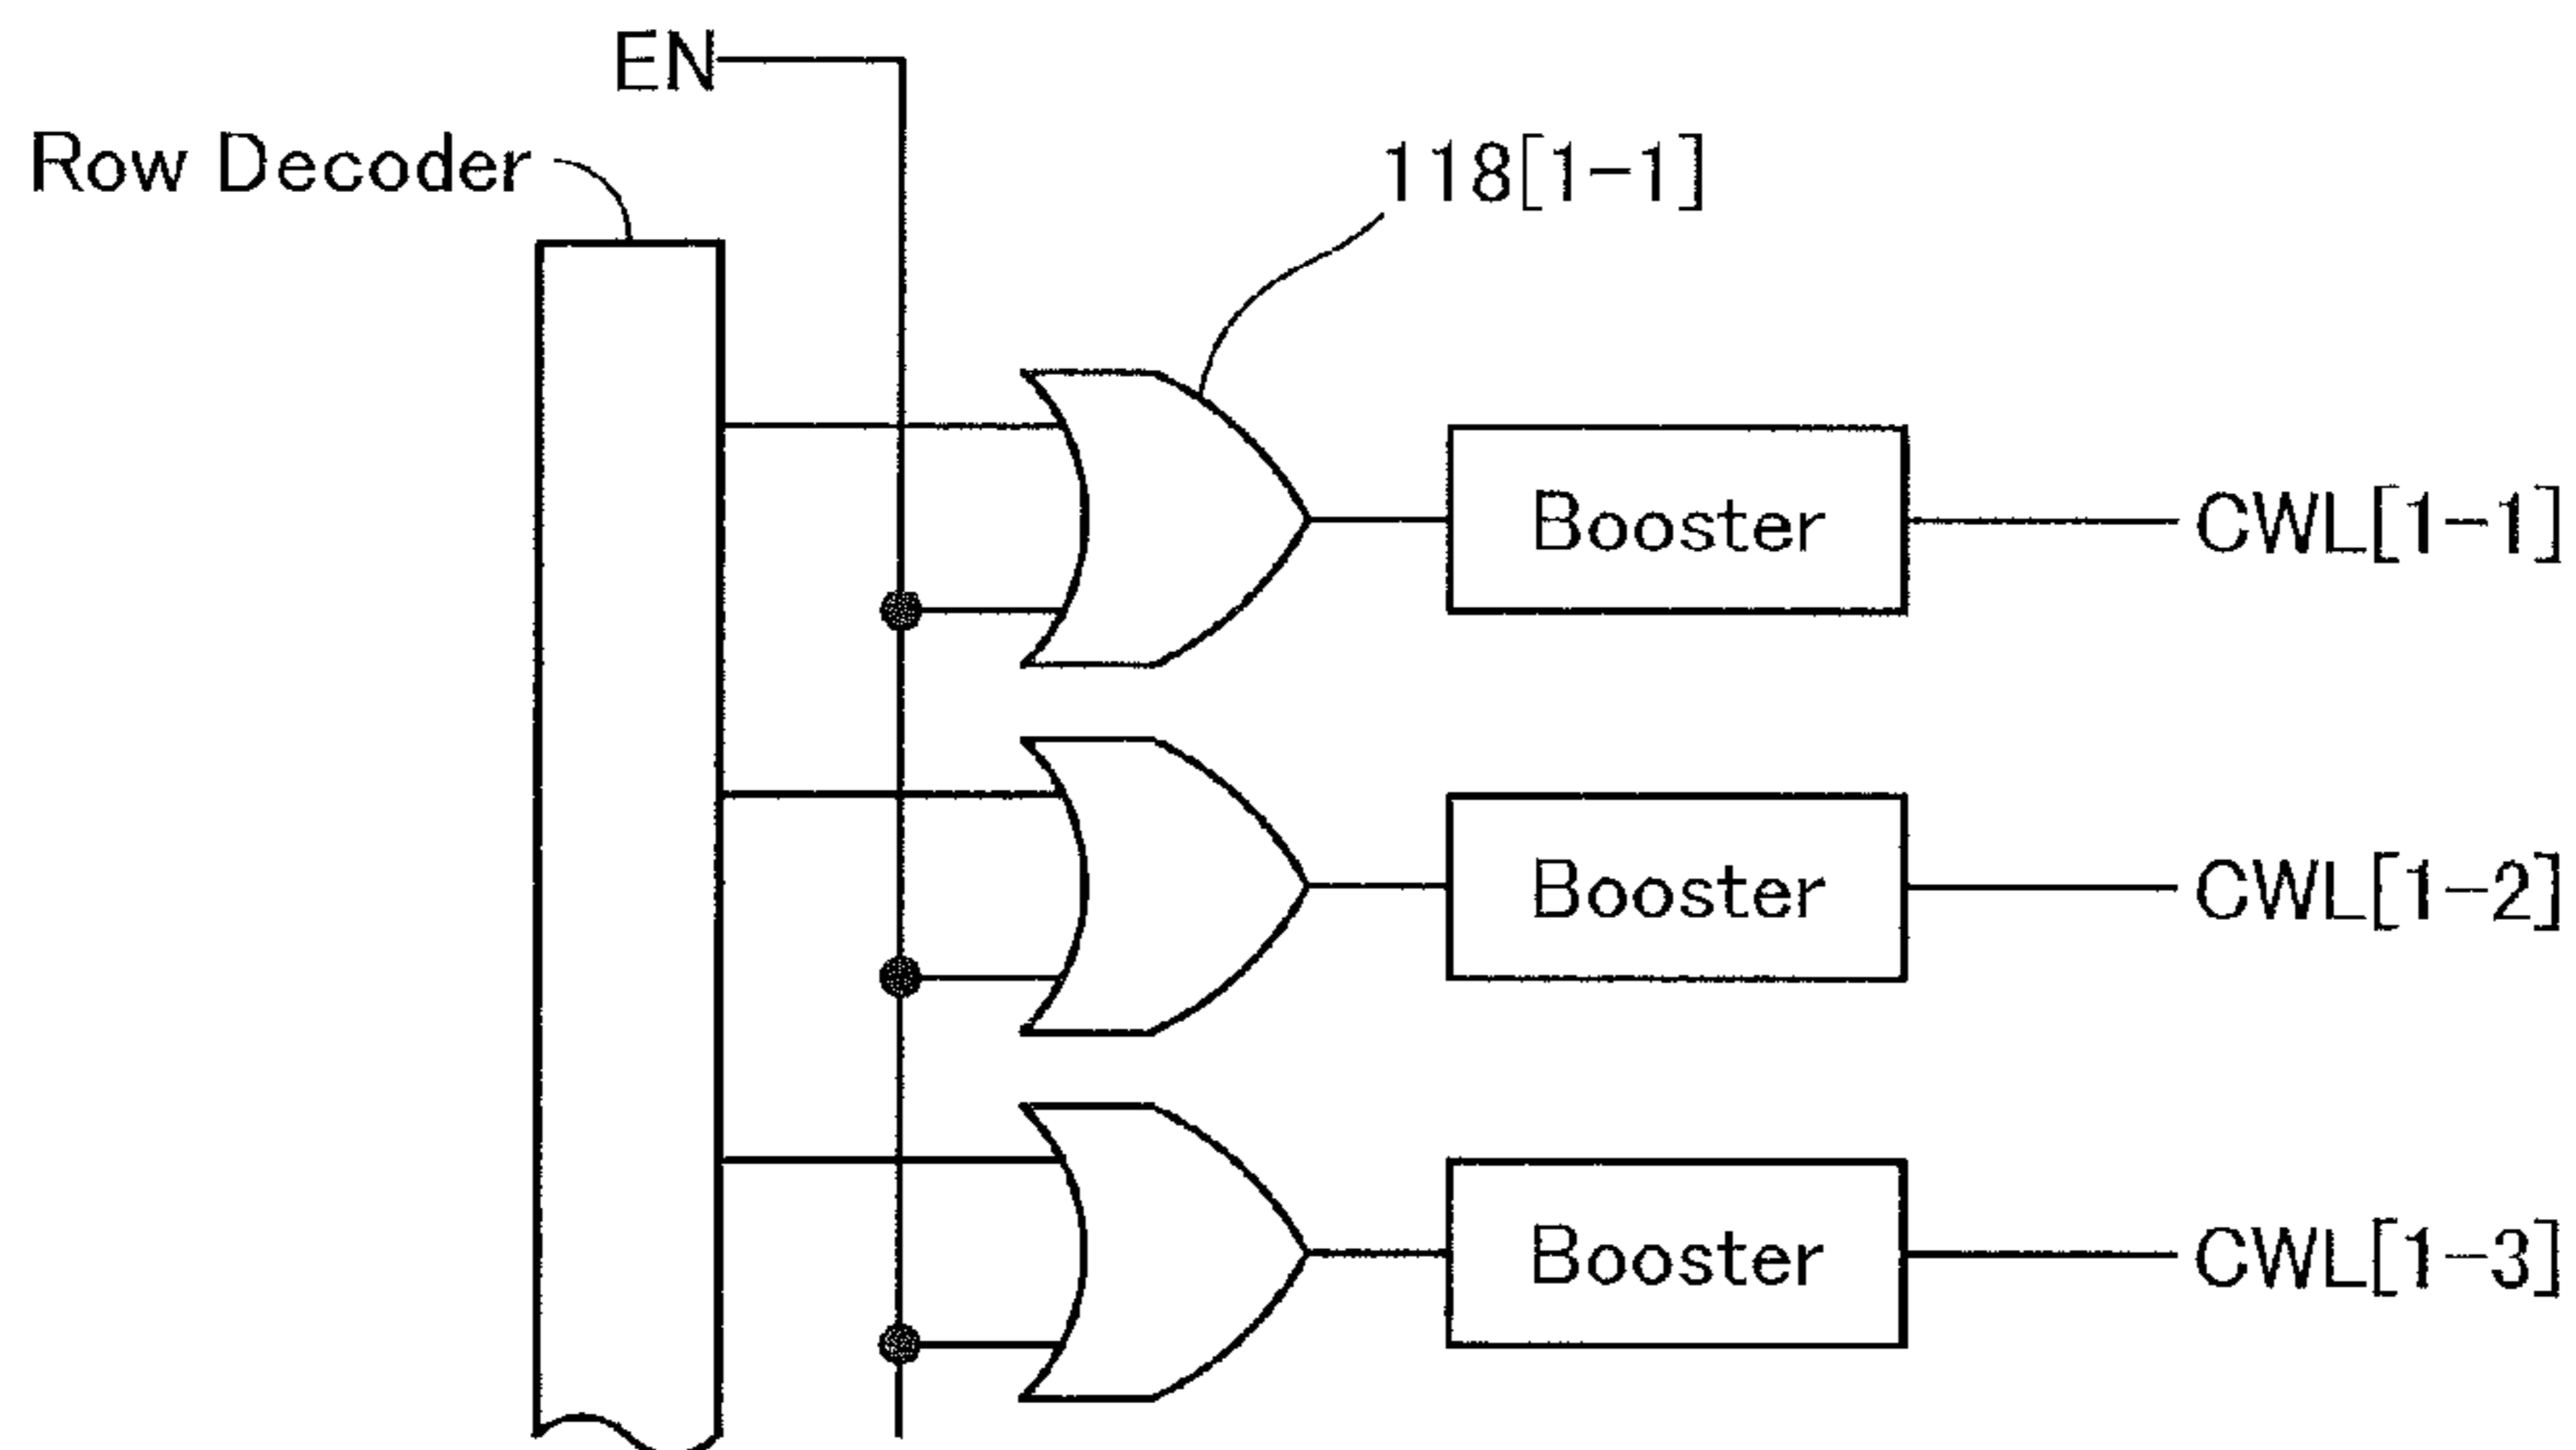 EN
Row Decoder
118[1-1]
Booster
CWL[1-1]
Booster
CWL[1-2]
Booster
CWL[1-3]